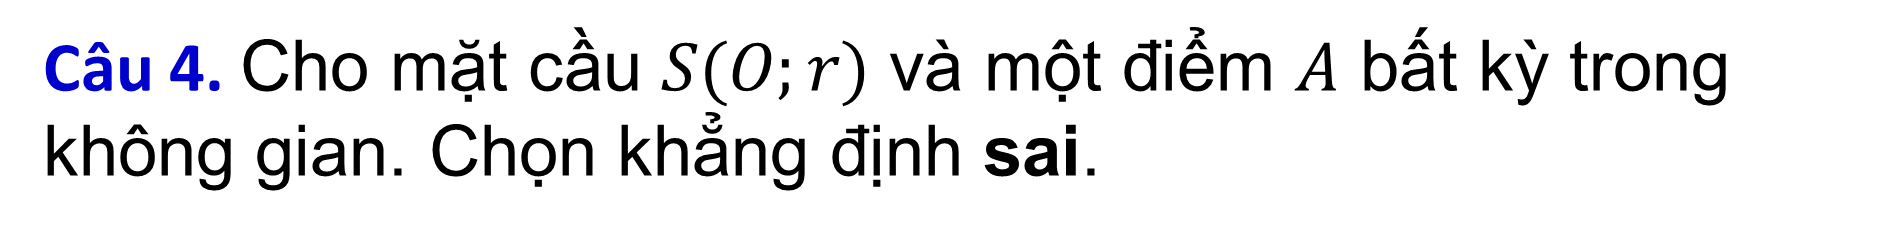 Câu 4. Cho mặt cầu S(O; r) và một điểm A bất kỳ trong
không gian. Chọn khẳng định sai.